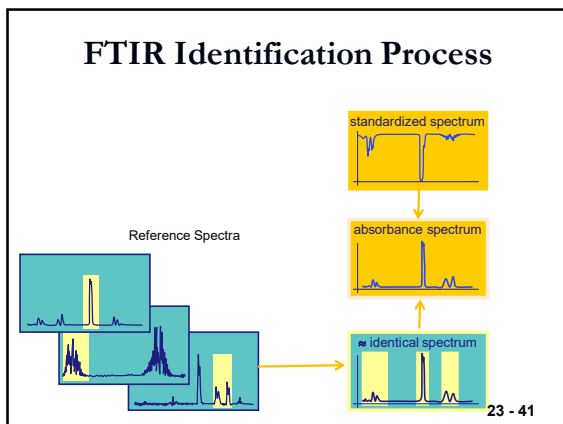 FTIR Identification Process
standardized spectrum
absorbance spectrum
Reference Spectra
≈ identical spectrum
23 - 41